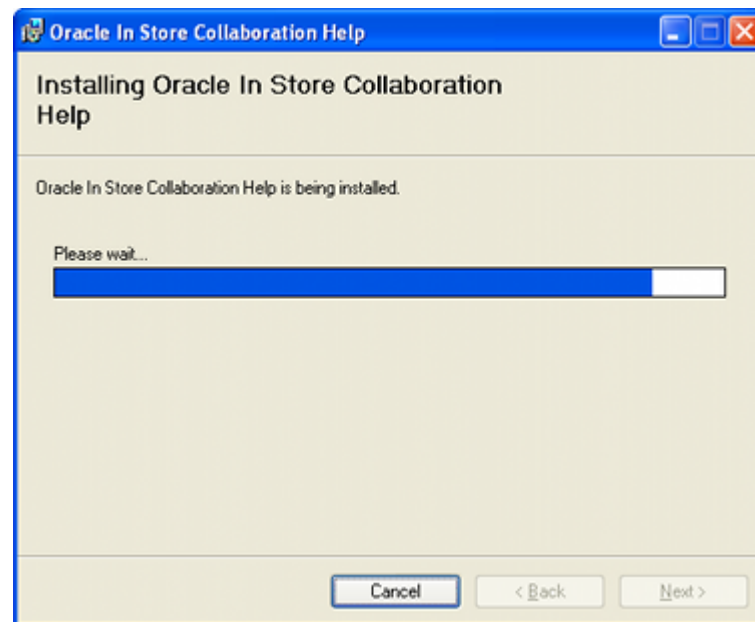 Oracle In Store Collaboration Help
Installing Oracle In Store Collaboration
Help
Oracle In Store Collaboration Help is being installed.
Please wait...
Cancel
< Back
Next >